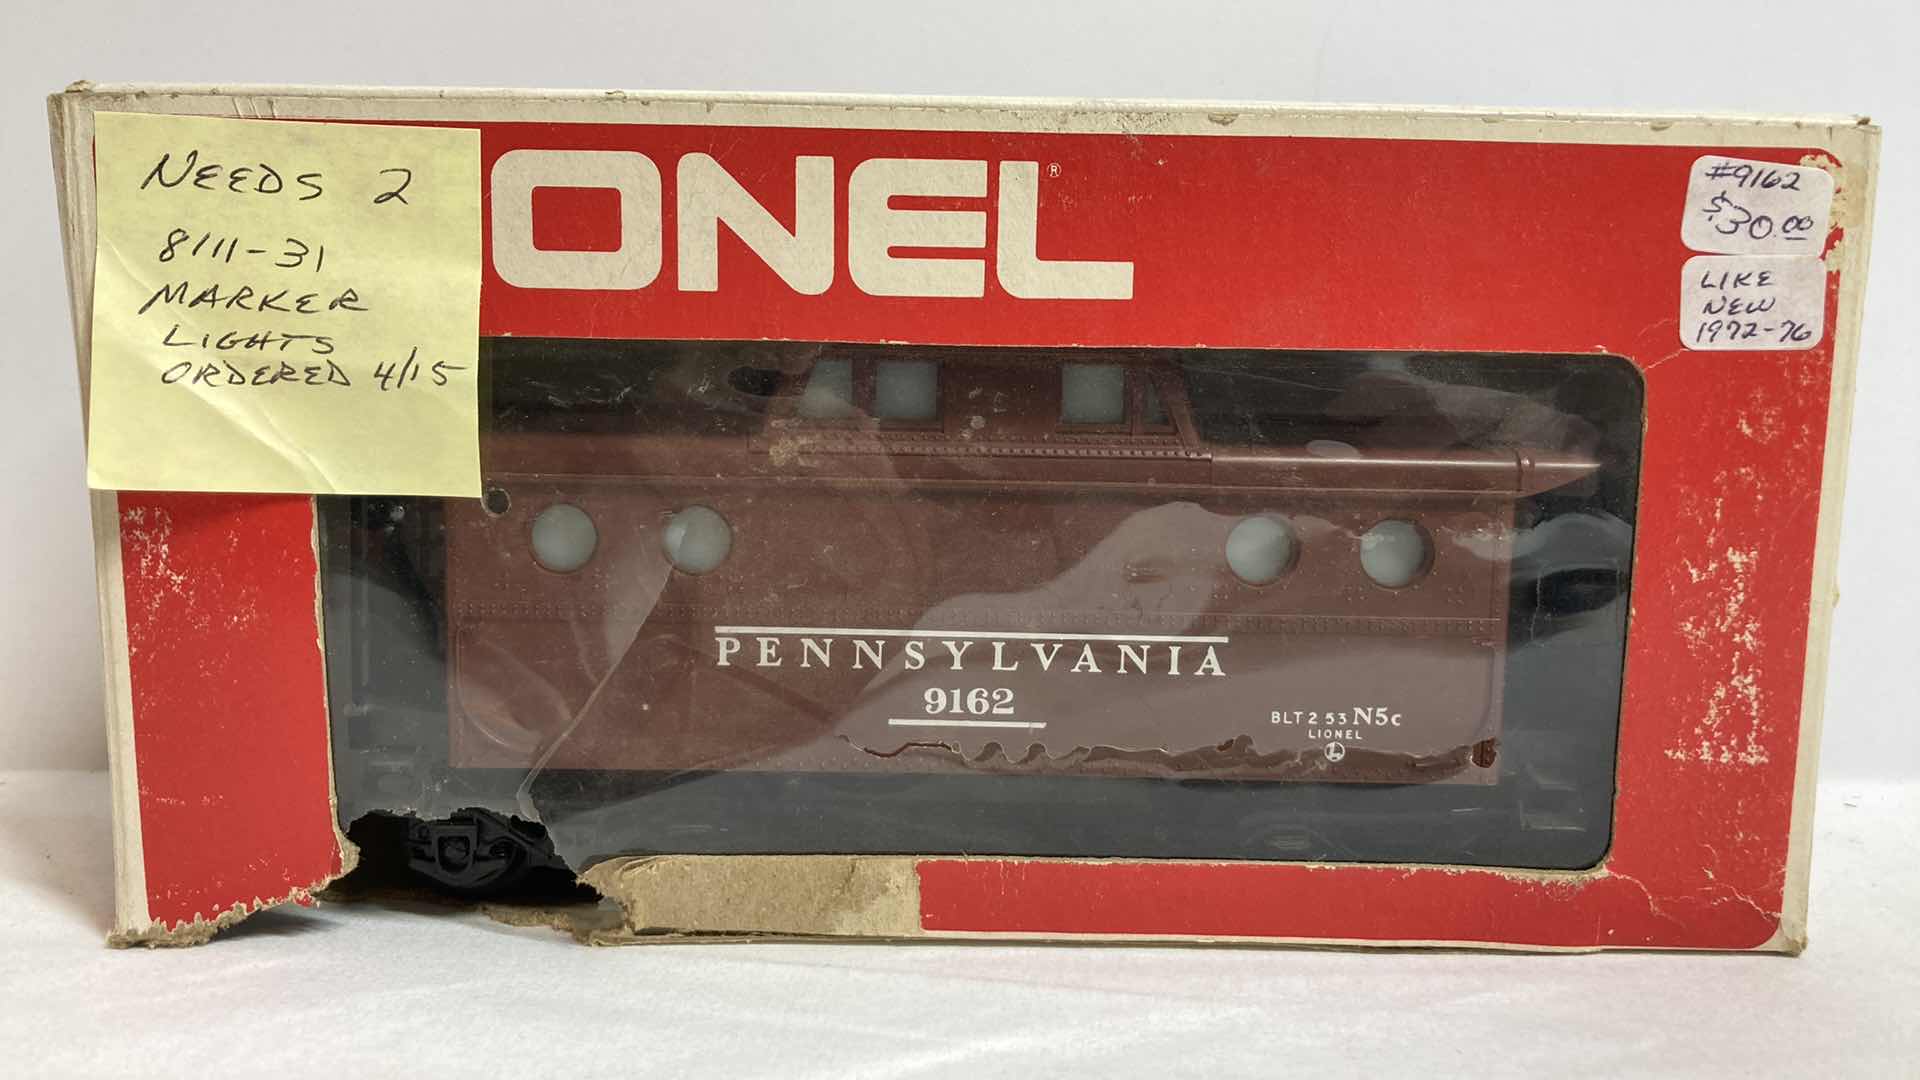 NEEDS 2
8111-31
MARKER
LIGHTS
ORDERED 4/15
ONEL®
#9162
$30.00
LIKE
NEW
1972-76
PENNSYLVANIA
9162
BLT 2 53 N5c
LIONEL
L